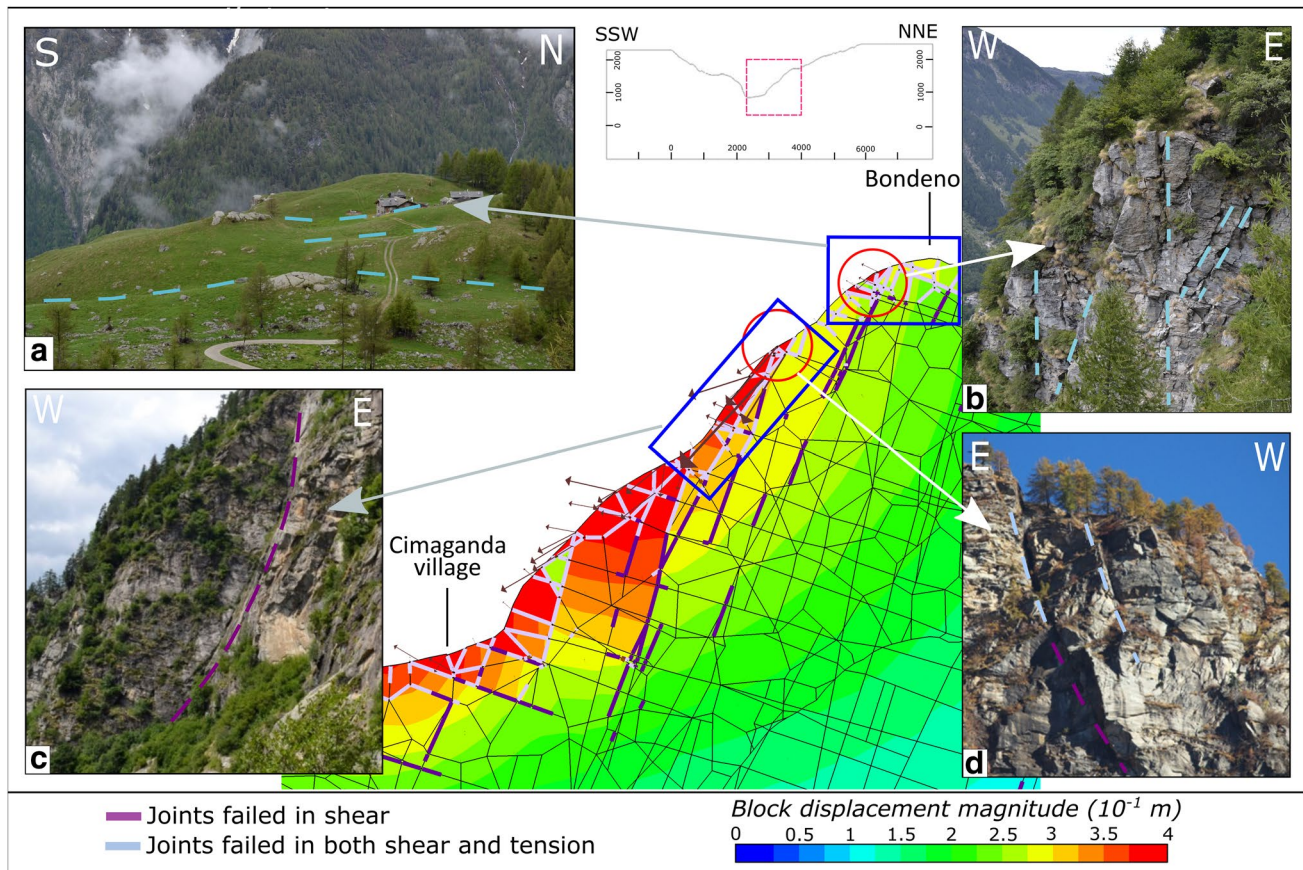 S N
a
SSW NNE
2000 2000
1000 1000
0 0
0 2000 4000 6000
W E
b
Bondeno
W E
c
Cimaganda
village
E W
d
Joints failed in shear
Joints failed in both shear and tension
Block displacement magnitude (10⁻¹ m)
0 0.5 1 1.5 2 2.5 3 3.5 4